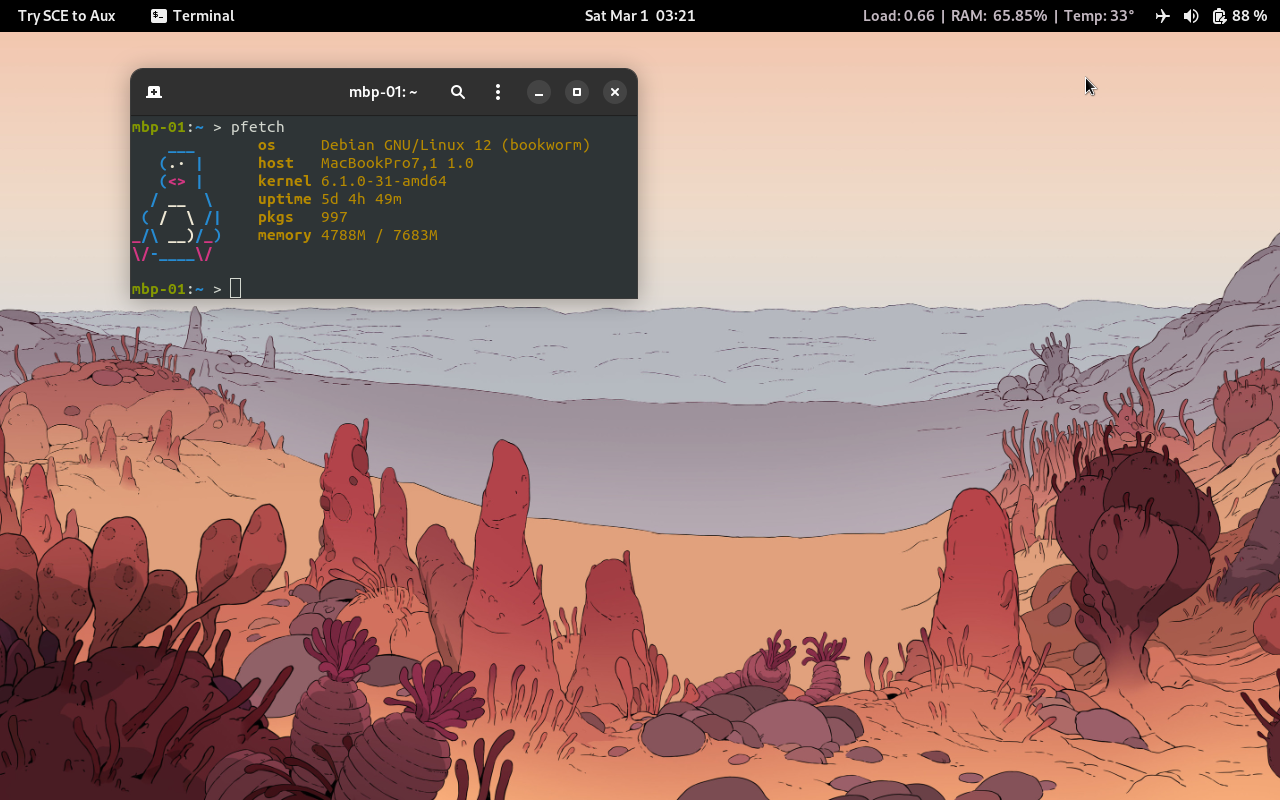 Try SCE to Aux Terminal Sat Mar 1 03:21 Load: 0.66 | RAM: 65.85% | Temp: 33° 88 %
mbp-01: ~
mbp-01:~ > pfetch
___ os Debian GNU/Linux 12 (bookworm)
(.· | host MacBookPro7,1 1.0
(<> | kernel 6.1.0-31-amd64
/ __ \ uptime 5d 4h 49m
( / \ /| pkgs 997
_/\ __)/_) memory 4788M / 7683M
\/-____\/
mbp-01:~ >